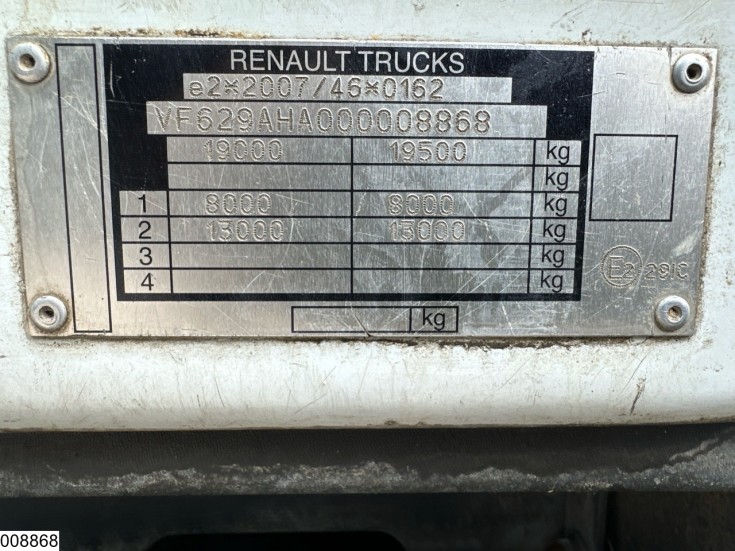 RENAULT TRUCKS
e2*2007/46*0162
VF629AHA000008868
19000 19500 kg
kg
1 8000 8000 kg
2 13000 13000 kg
3 kg
4 kg
E2
kg
008868